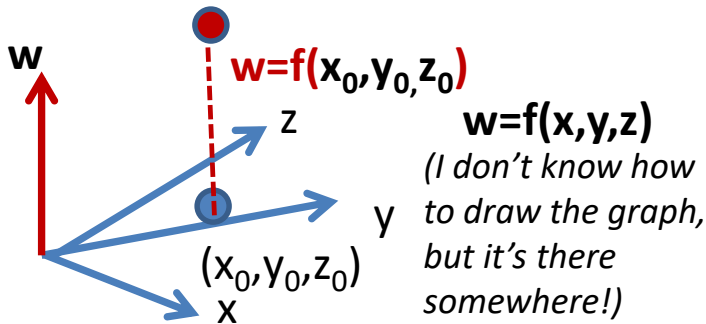 w
w=f(x₀,y₀,z₀)
z
w=f(x,y,z)
(I don’t know how
to draw the graph,
but it’s there
somewhere!)
y
(x₀,y₀,z₀)
x